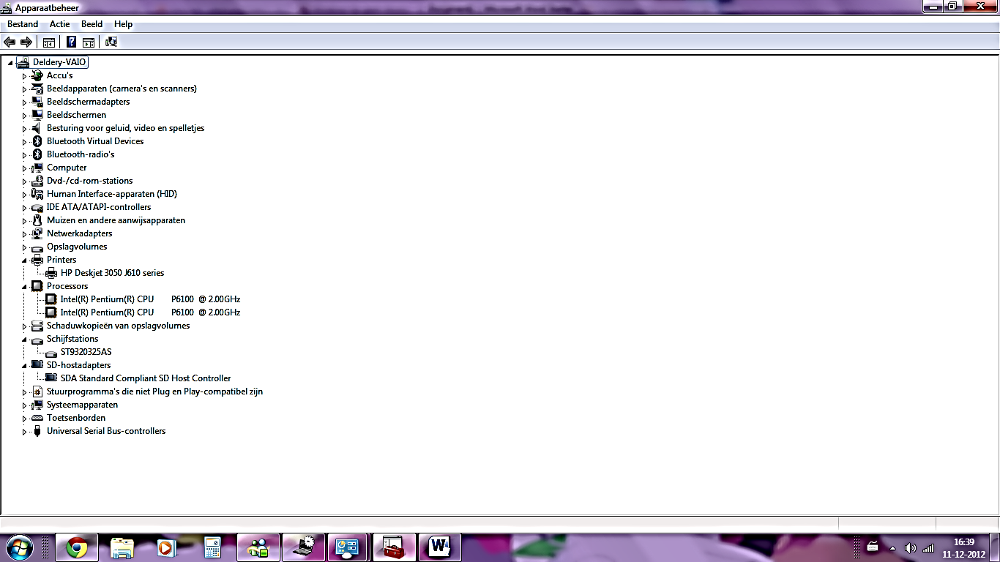 Apparaatbeheer
Bestand Actie Beeld Help
Deldery-VAIO
Accu's
Beeldapparaten (camera's en scanners)
Beeldschermadapters
Beeldschermen
Besturing voor geluid, video en spelletjes
Bluetooth Virtual Devices
Bluetooth-radio's
Computer
Dvd-/cd-rom-stations
Human Interface-apparaten (HID)
IDE ATA/ATAPI-controllers
Muizen en andere aanwijsapparaten
Netwerkadapters
Opslagvolumes
Printers
HP Deskjet 3050 J610 series
Processors
Intel(R) Pentium(R) CPU P6100 @ 2.00GHz
Intel(R) Pentium(R) CPU P6100 @ 2.00GHz
Schaduwkopieën van opslagvolumes
Schijfstations
ST9320325AS
SD-hostadapters
SDA Standard Compliant SD Host Controller
Stuurprogramma's die niet Plug en Play-compatibel zijn
Systeemapparaten
Toetsenborden
Universal Serial Bus-controllers
16:39
11-12-2012